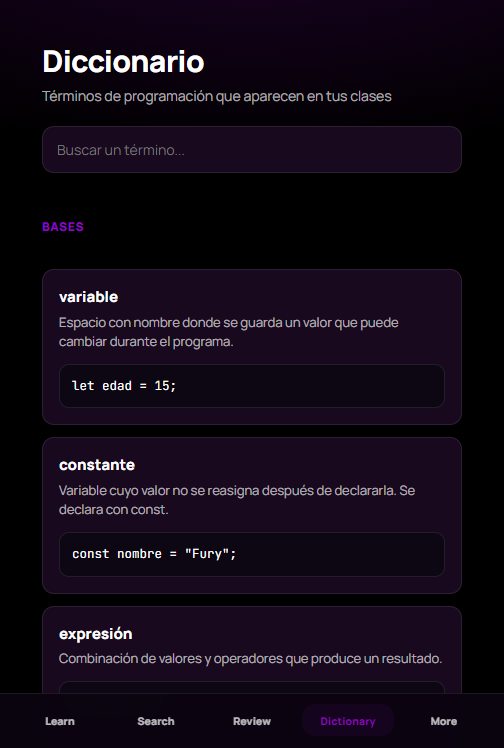 Diccionario
Términos de programación que aparecen en tus clases
Buscar un término...
BASES
variable
Espacio con nombre donde se guarda un valor que puede
cambiar durante el programa.
let edad = 15;
constante
Variable cuyo valor no se reasigna después de declararla. Se
declara con const.
const nombre = "Fury";
expresión
Combinación de valores y operadores que produce un resultado.
Learn
Search
Review
Dictionary
More